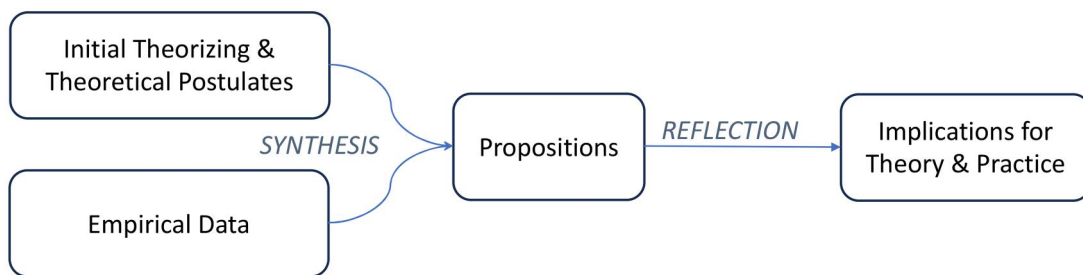 Initial Theorizing &
Theoretical Postulates
SYNTHESIS
Empirical Data
Propositions
REFLECTION
Implications for
Theory & Practice